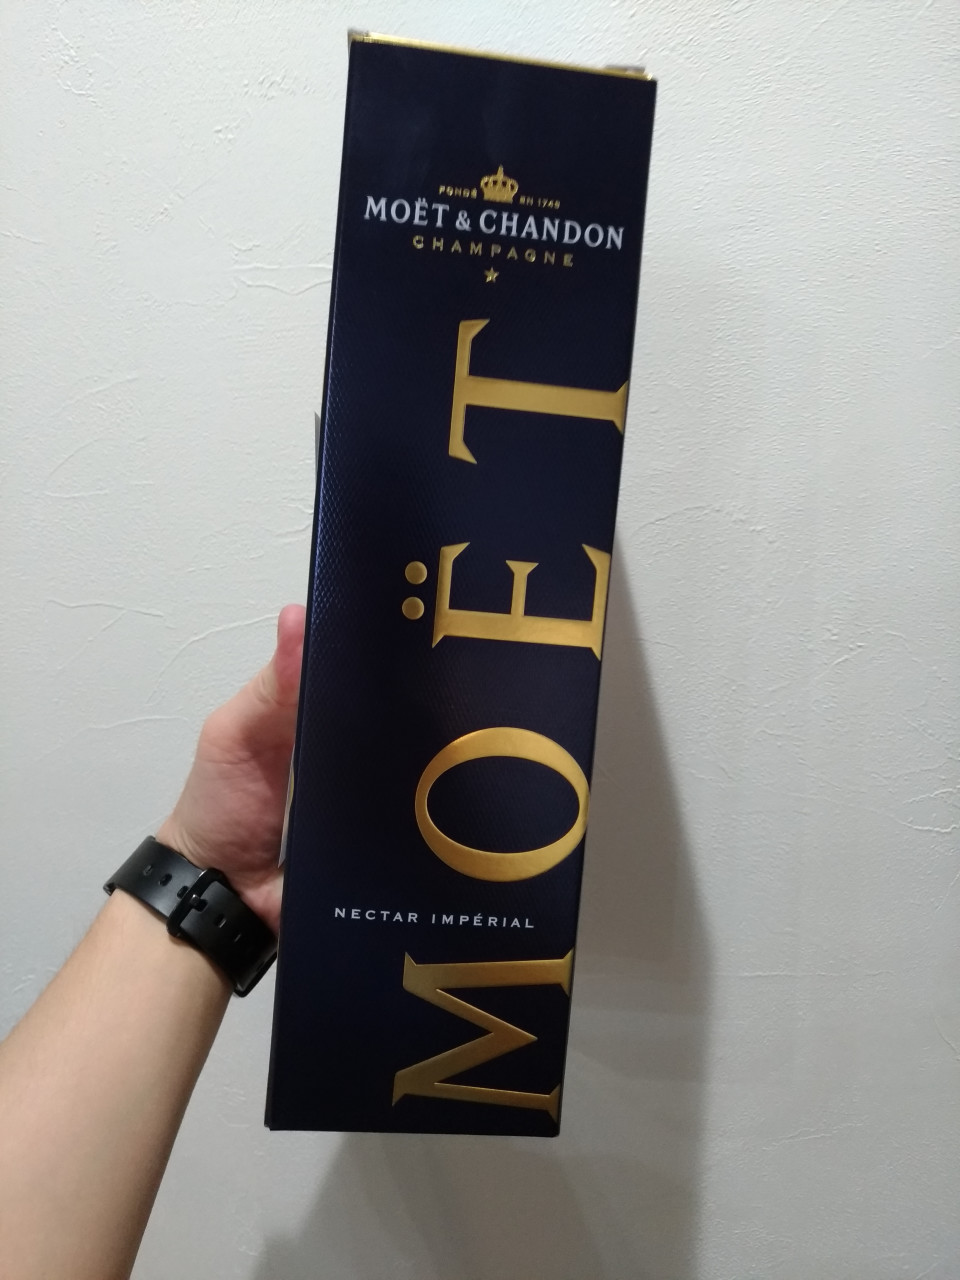 FONDÉ EN 1743
MOËT & CHANDON
CHAMPAGNE
MOËT
NECTAR IMPÉRIAL